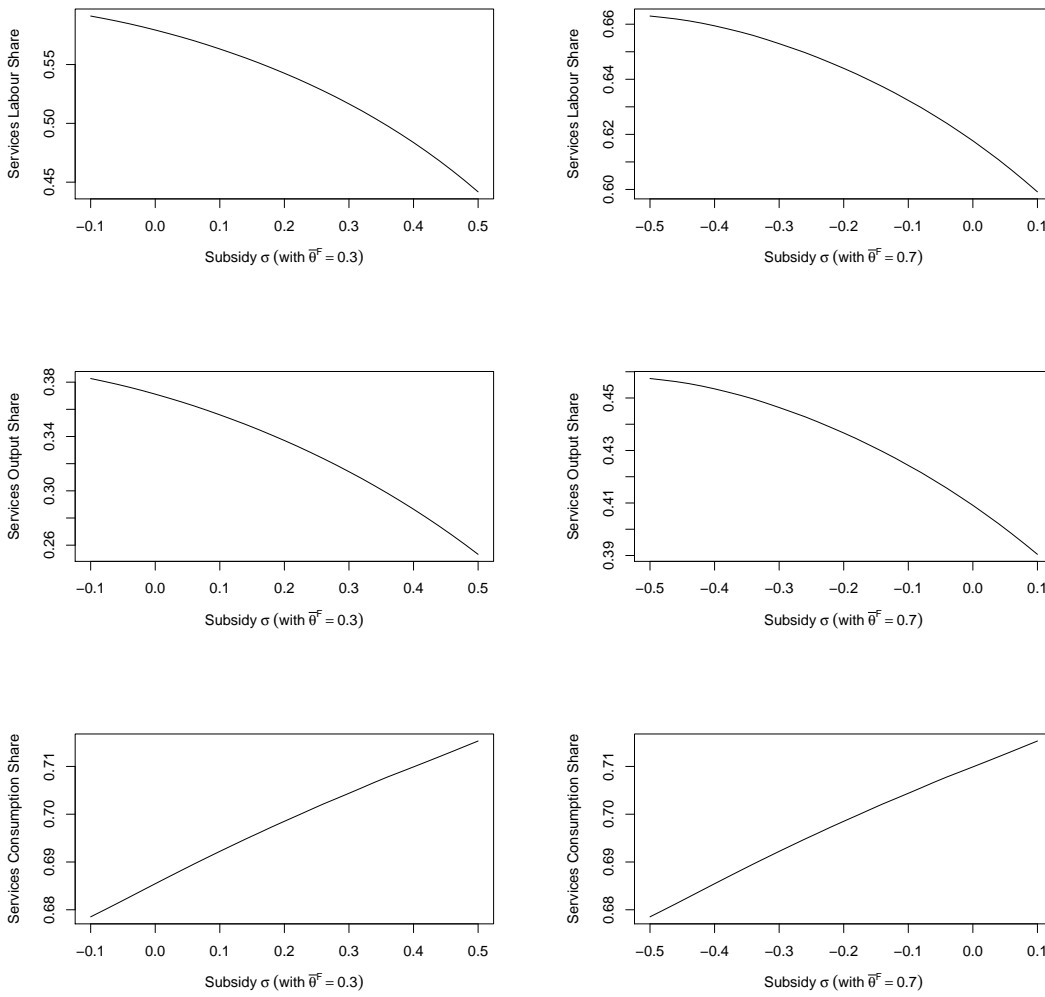 Services Labour Share
0.45 0.50 0.55
−0.1 0.0 0.1 0.2 0.3 0.4 0.5
Subsidy σ (with θ̅ᶠ = 0.3)
Services Labour Share
0.60 0.62 0.64 0.66
−0.5 −0.4 −0.3 −0.2 −0.1 0.0 0.1
Subsidy σ (with θ̅ᶠ = 0.7)
Services Output Share
0.26 0.30 0.34 0.38
−0.1 0.0 0.1 0.2 0.3 0.4 0.5
Subsidy σ (with θ̅ᶠ = 0.3)
Services Output Share
0.39 0.41 0.43 0.45
−0.5 −0.4 −0.3 −0.2 −0.1 0.0 0.1
Subsidy σ (with θ̅ᶠ = 0.7)
Services Consumption Share
0.68 0.69 0.70 0.71
−0.1 0.0 0.1 0.2 0.3 0.4 0.5
Subsidy σ (with θ̅ᶠ = 0.3)
Services Consumption Share
0.68 0.69 0.70 0.71
−0.5 −0.4 −0.3 −0.2 −0.1 0.0 0.1
Subsidy σ (with θ̅ᶠ = 0.7)